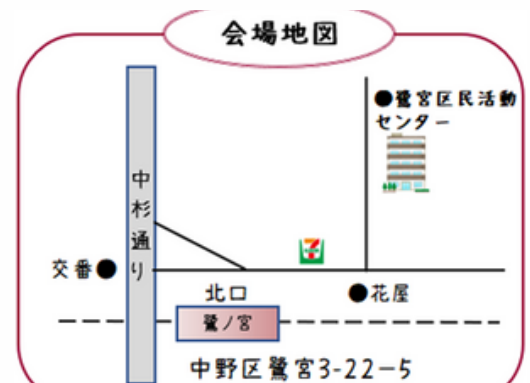 会場地図
●鷺宮区民活動
センター
中杉通り
交番●
北口
●花屋
鷺ノ宮
中野区鷺宮3-22-5